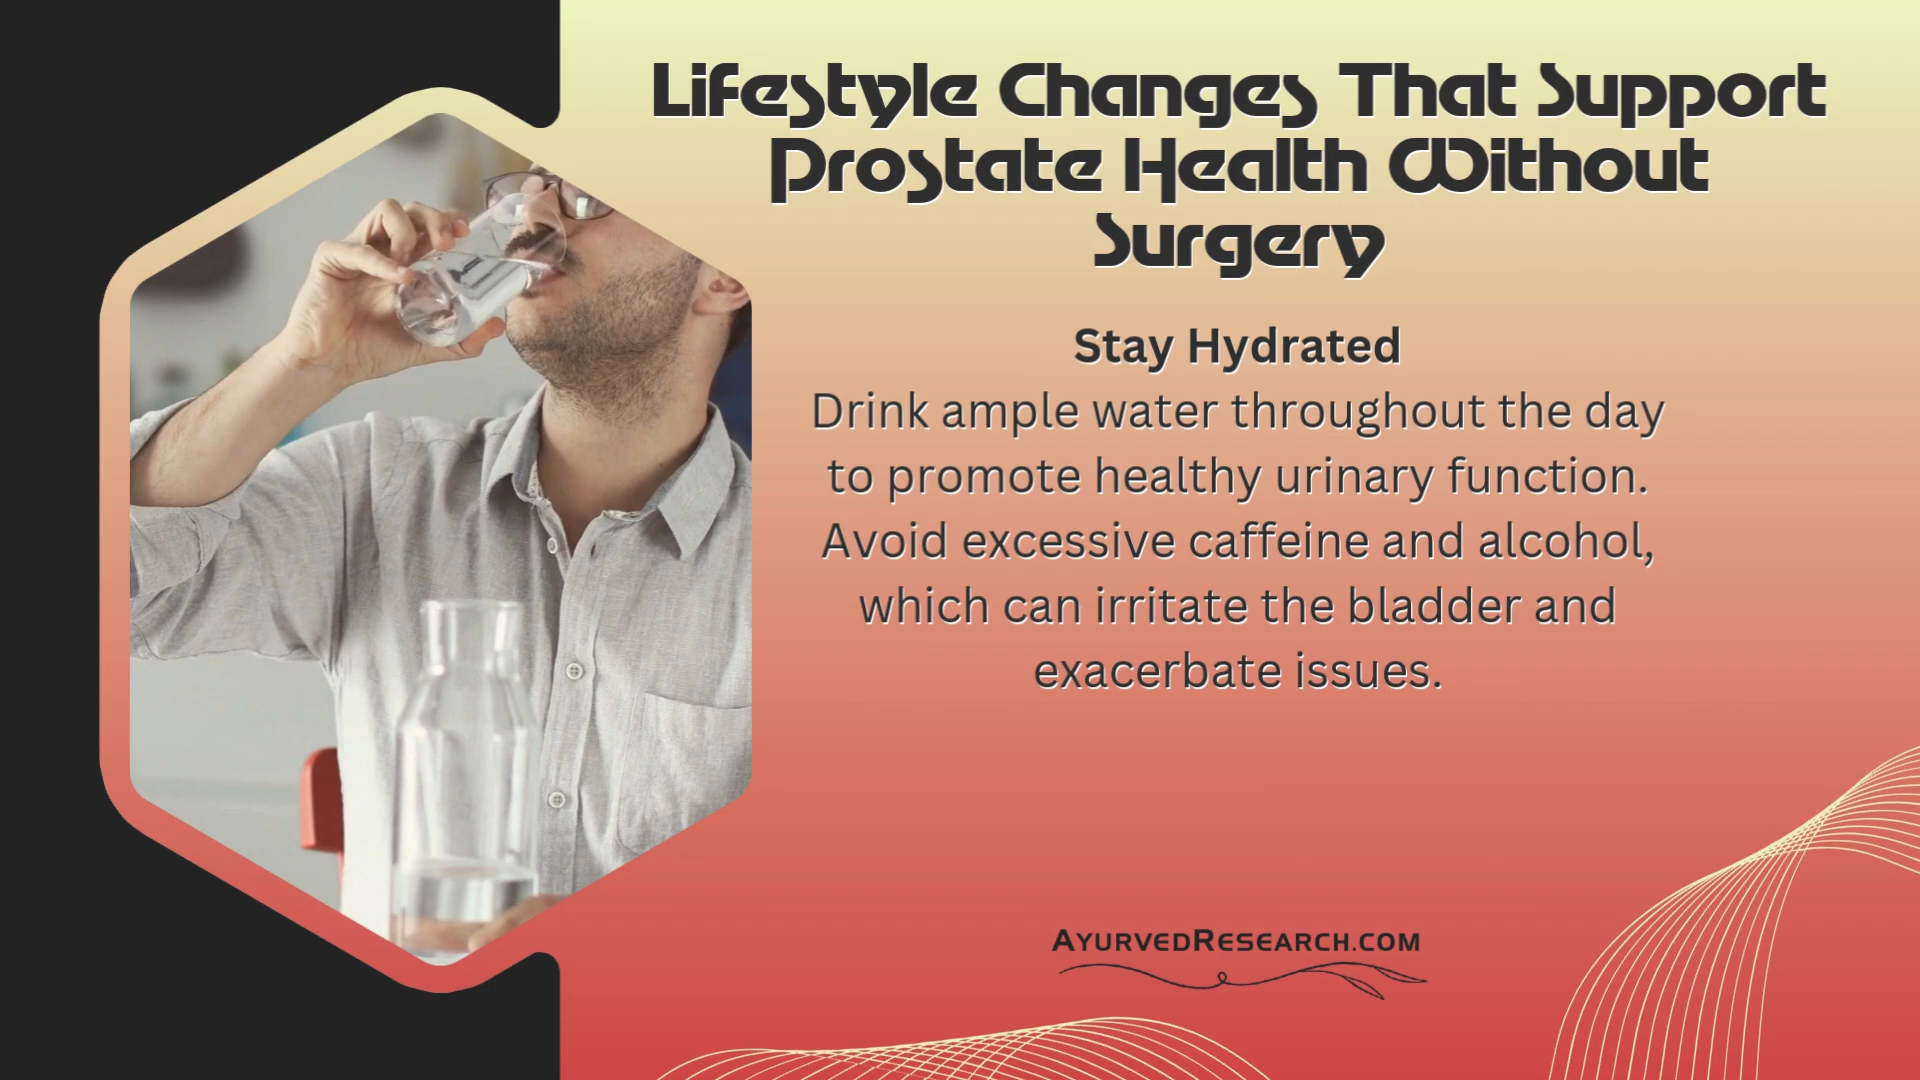 Lifestyle Changes That Support
Prostate Health Without
Surgery
Stay Hydrated
Drink ample water throughout the day
to promote healthy urinary function.
Avoid excessive caffeine and alcohol,
which can irritate the bladder and
exacerbate issues.
AyurvedResearch.com